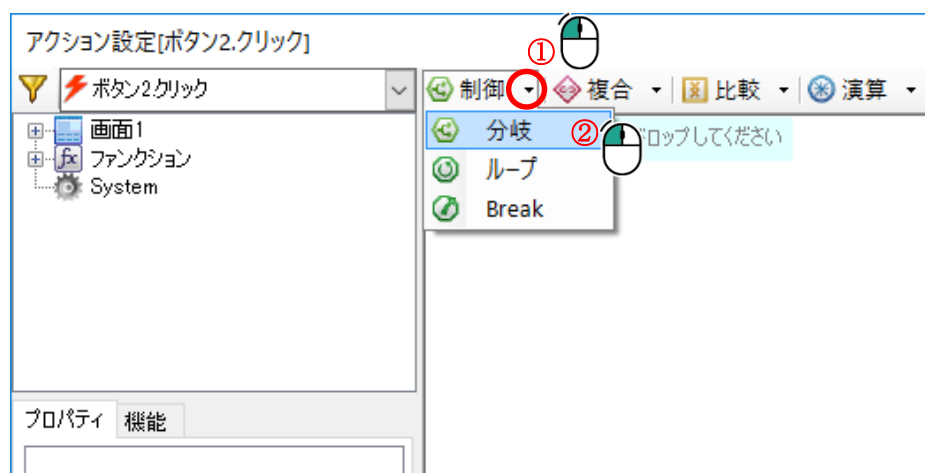 アクション設定[ボタン2.クリック]
①
ボタン2.クリック
制御 複合 比較 演算
画面1
ファンクション
System
分岐 ② ドロップしてください
ループ
Break
プロパティ 機能